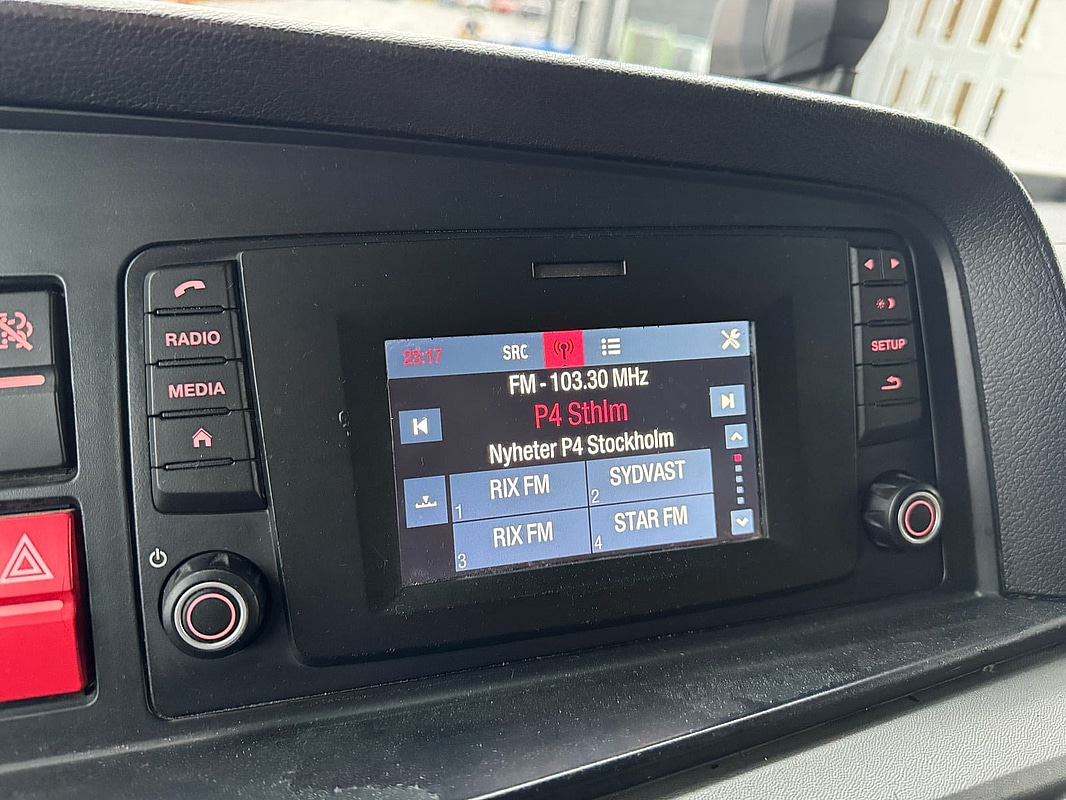 RADIO
MEDIA
SETUP
23:17
SRC
FM - 103.30 MHz
P4 Sthlm
Nyheter P4 Stockholm
RIX FM
1
SYDVAST
2
RIX FM
3
STAR FM
4